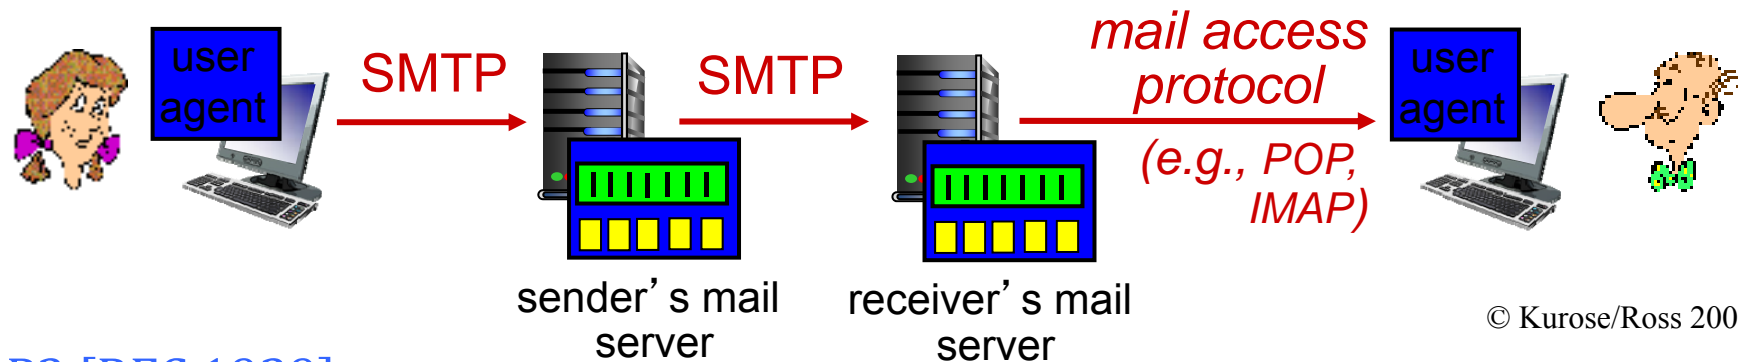 user
agent
SMTP
SMTP
mail access
protocol
(e.g., POP,
IMAP)
user
agent
sender's mail
server
receiver's mail
server
© Kurose/Ross 200